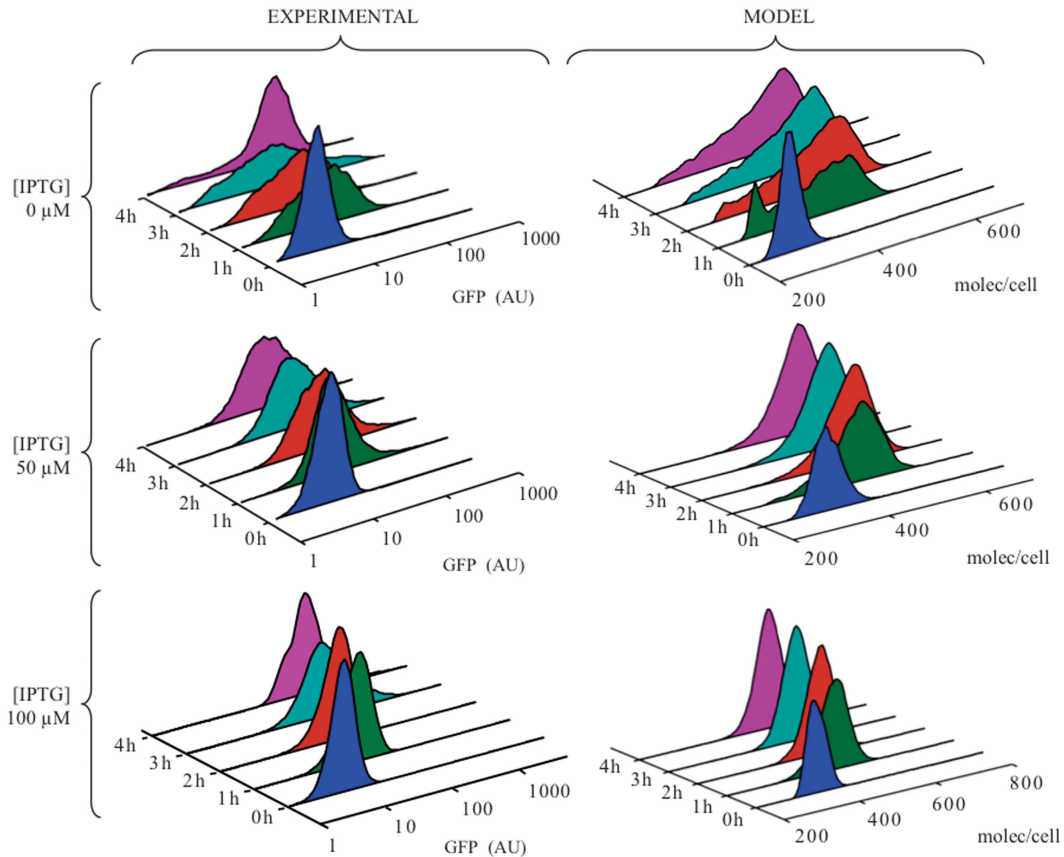 EXPERIMENTAL MODEL
[IPTG]
0 µM
4h 3h 2h 1h 0h
1 10 100 1000
GFP (AU)
4h 3h 2h 1h 0h
200 400 600
molec/cell
[IPTG]
50 µM
4h 3h 2h 1h 0h
1 10 100 1000
GFP (AU)
4h 3h 2h 1h 0h
200 400 600
molec/cell
[IPTG]
100 µM
4h 3h 2h 1h 0h
1 10 100 1000
GFP (AU)
4h 3h 2h 1h 0h
200 400 600 800
molec/cell